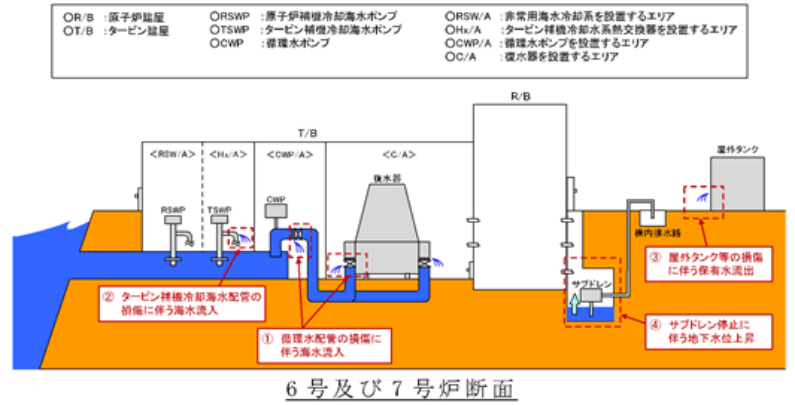 ○R/B ：原子炉建屋
○T/B ：タービン建屋
○RSWP ：原子炉補機冷却海水ポンプ
○TSWP ：タービン補機冷却海水ポンプ
○CWP ：循環水ポンプ
○RSW/A ：非常用海水冷却系を設置するエリア
○Hx/A ：タービン補機冷却水系熱交換器を設置するエリア
○CWP/A ：循環水ポンプを設置するエリア
○C/A ：復水器を設置するエリア
R/B
T/B
＜RSW/A＞ ＜Hx/A＞ ＜CWP/A＞ ＜C/A＞
屋外タンク
復水器
RSWP
TSWP
CWP
構内排水路
③ 屋外タンク等の損傷
に伴う保有水流出
サブドレン
② タービン補機冷却海水配管の
損傷に伴う海水流入
① 循環水配管の損傷に
伴う海水流入
④ サブドレン停止に
伴う地下水位上昇
6号及び7号炉断面